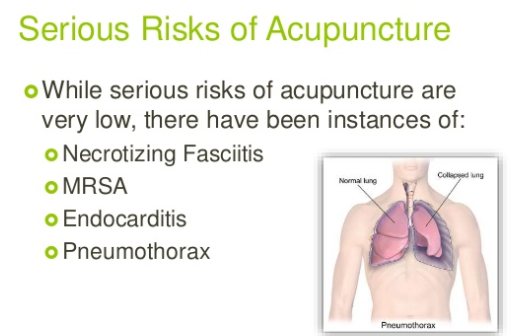 Serious Risks of Acupuncture
While serious risks of acupuncture are
very low, there have been instances of:
Necrotizing Fasciitis
MRSA
Endocarditis
Pneumothorax
Normal lung
Collapsed lung
Pneumothorax